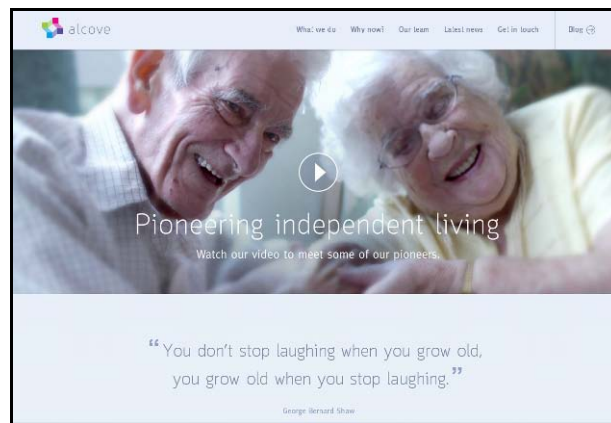 alcove
What we do Why now? Our team Latest news Get in touch Blog
Pioneering independent living
Watch our video to meet some of our pioneers.
“You don't stop laughing when you grow old,
you grow old when you stop laughing.”
George Bernard Shaw